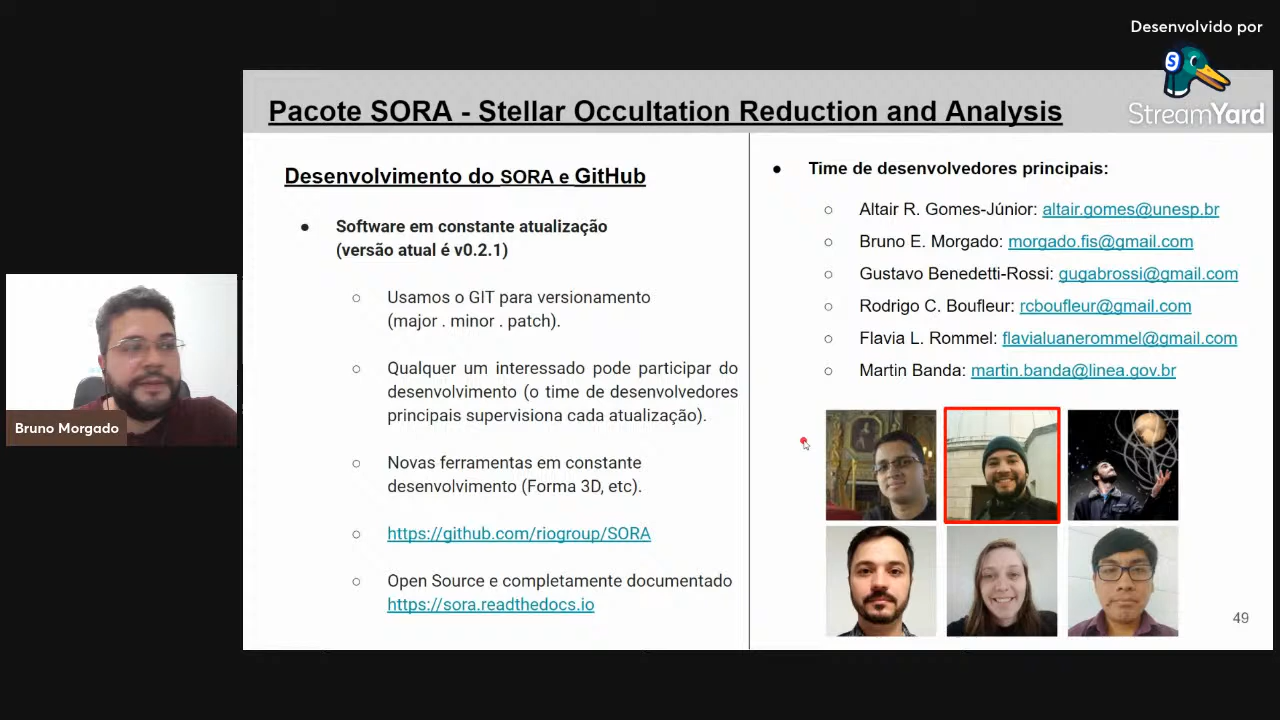 Desenvolvido por
S
StreamYard
Pacote SORA - Stellar Occultation Reduction and Analysis
Desenvolvimento do SORA e GitHub
● Software em constante atualização
(versão atual é v0.2.1)
○ Usamos o GIT para versionamento
(major . minor . patch).
○ Qualquer um interessado pode participar do
desenvolvimento (o time de desenvolvedores
principais supervisiona cada atualização).
○ Novas ferramentas em constante
desenvolvimento (Forma 3D, etc).
○ https://github.com/riogroup/SORA
○ Open Source e completamente documentado
https://sora.readthedocs.io
● Time de desenvolvedores principais:
○ Altair R. Gomes-Júnior: altair.gomes@unesp.br
○ Bruno E. Morgado: morgado.fis@gmail.com
○ Gustavo Benedetti-Rossi: gugabrossi@gmail.com
○ Rodrigo C. Boufleur: rcboufleur@gmail.com
○ Flavia L. Rommel: flavialuanerommel@gmail.com
○ Martin Banda: martin.banda@linea.gov.br
49
Bruno Morgado